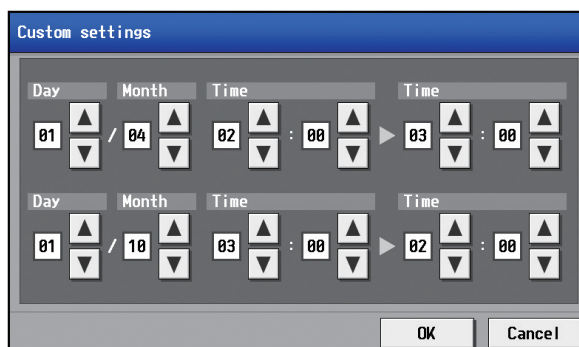 Custom settings
Day Month Time Time
01 / 04 02 : 00 03 : 00
Day Month Time Time
01 / 10 03 : 00 02 : 00
OK Cancel